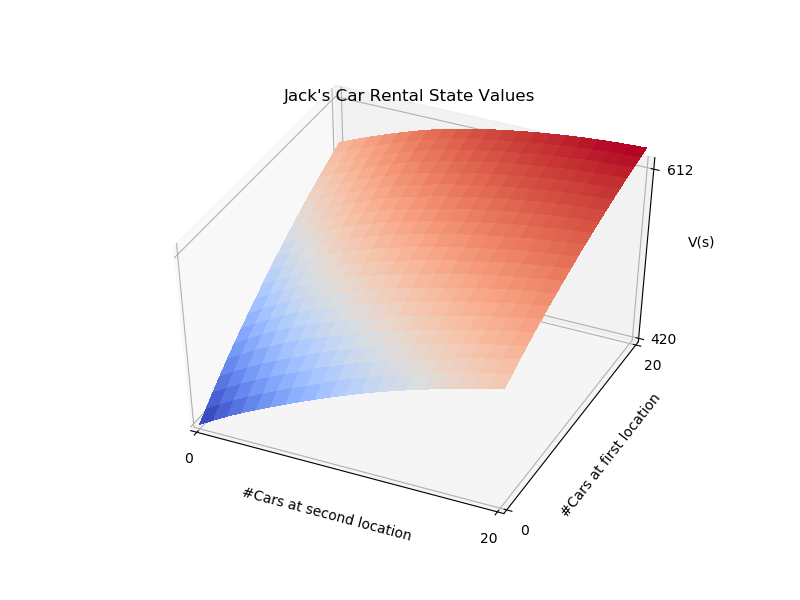 Jack's Car Rental State Values
612
V(s)
420
20
#Cars at first location
0
#Cars at second location
0
20